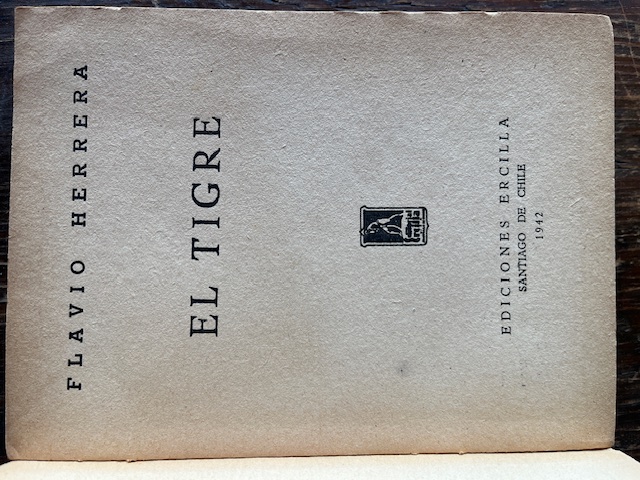 FLAVIO HERRERA
EL TIGRE
EDICIONES ERCILLA
SANTIAGO DE CHILE
1942